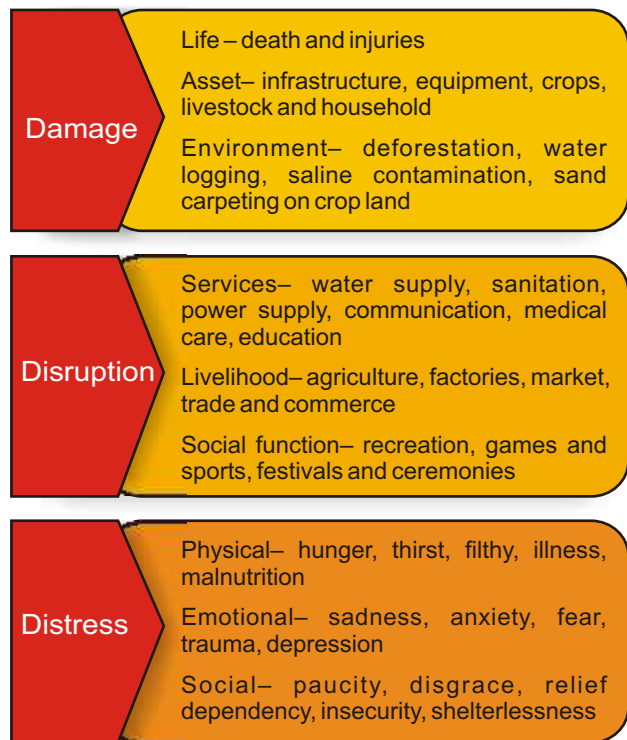 Damage
Life – death and injuries
Asset– infrastructure, equipment, crops,
livestock and household
Environment– deforestation, water
logging, saline contamination, sand
carpeting on crop land
Disruption
Services– water supply, sanitation,
power supply, communication, medical
care, education
Livelihood– agriculture, factories, market,
trade and commerce
Social function– recreation, games and
sports, festivals and ceremonies
Distress
Physical– hunger, thirst, filthy, illness,
malnutrition
Emotional– sadness, anxiety, fear,
trauma, depression
Social– paucity, disgrace, relief
dependency, insecurity, shelterlessness